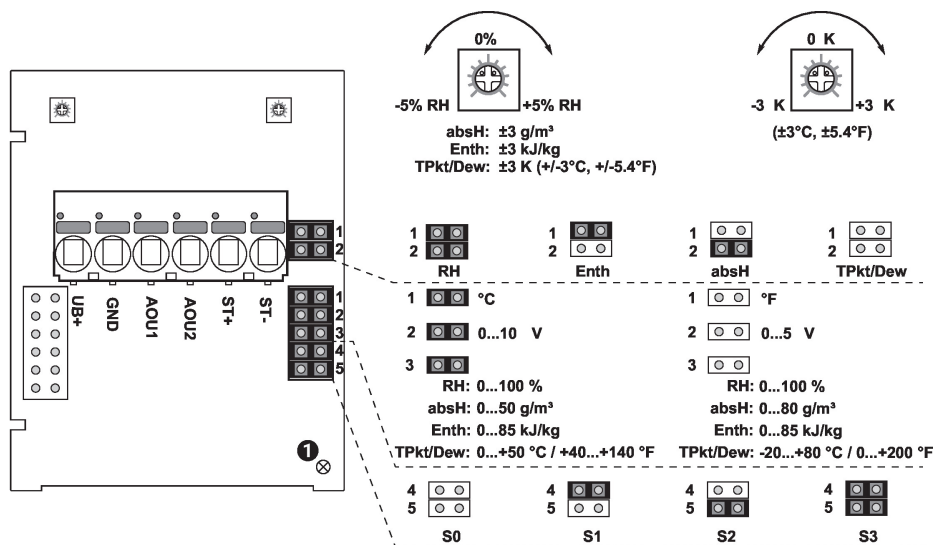 0%
-5% RH +5% RH
absH: ±3 g/m³
Enth: ±3 kJ/kg
TPkt/Dew: ±3 K (+/-3°C, +/-5.4°F)
0 K
-3 K +3 K
(±3°C, ±5.4°F)
1
2
UB+
GND
AOU1
AOU2
ST+
ST-
1
2
3
4
5
1
1
2
RH
1
2
Enth
1
2
absH
1
2
TPkt/Dew
1 °C
2 0...10 V
3
RH: 0...100 %
absH: 0...50 g/m³
Enth: 0...85 kJ/kg
TPkt/Dew: 0...+50 °C / +40...+140 °F
1 °F
2 0...5 V
3
RH: 0...100 %
absH: 0...80 g/m³
Enth: 0...85 kJ/kg
TPkt/Dew: -20...+80 °C / 0...+200 °F
4
5
S0
4
5
S1
4
5
S2
4
5
S3